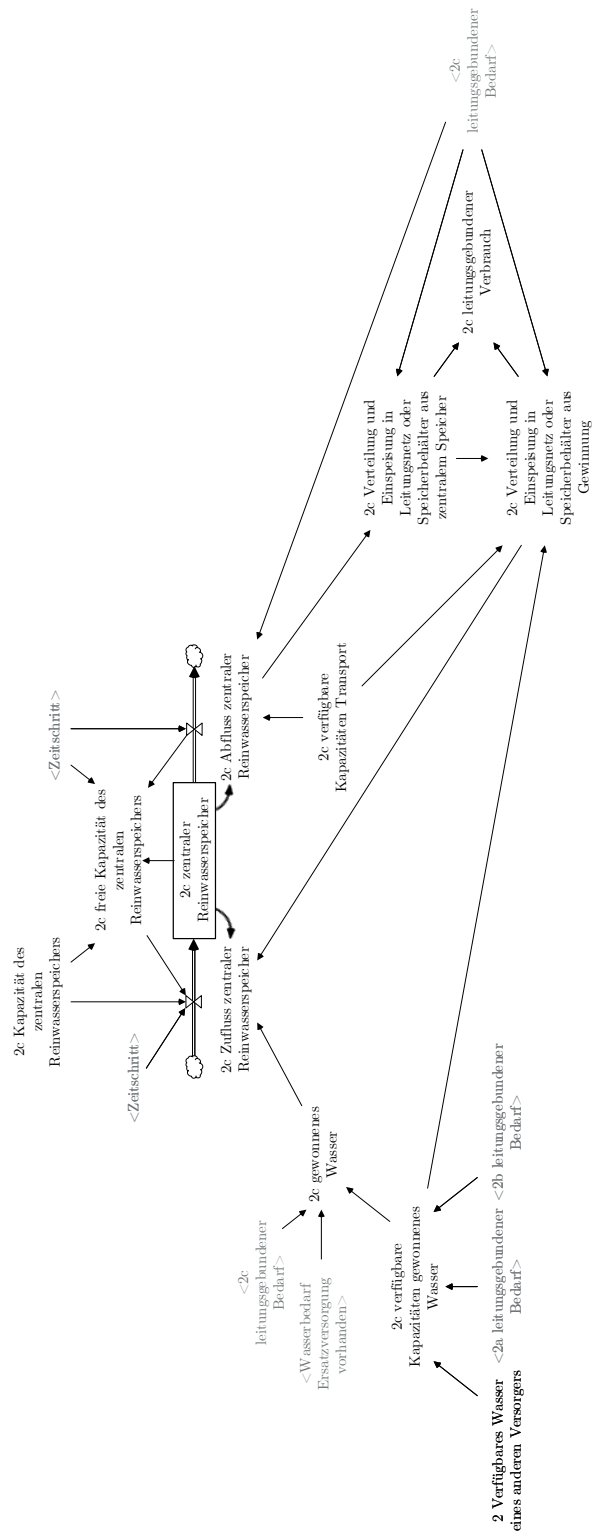 2c Kapazität des
zentralen
Reinwasserspeichers
<Zeitschritt>
<Zeitschritt>
2c freie Kapazität des
zentralen
Reinwasserspeichers
2c zentraler
Reinwasserspeicher
2c Zufluss zentraler
Reinwasserspeicher
2c Abfluss zentraler
Reinwasserspeicher
<2c
leitungsgebundener
Bedarf>
<Wasserbedarf
Ersatzversorgung
vorhanden>
2c gewonnenes
Wasser
2c verfügbare
Kapazitäten Transport
2c verfügbare
Kapazitäten gewonnenes
Wasser
2 Verfügbares Wasser
eines anderen Versorgers
<2a leitungsgebundener
Bedarf>
<2b leitungsgebundener
Bedarf>
2c Verteilung und
Einspeisung in
Leitungsnetz oder
Speicherbehälter aus
zentralem Speicher
2c Verteilung und
Einspeisung in
Leitungsnetz oder
Speicherbehälter aus
Gewinnung
2c leitungsgebundener
Verbrauch
<2c
leitungsgebundener
Bedarf>